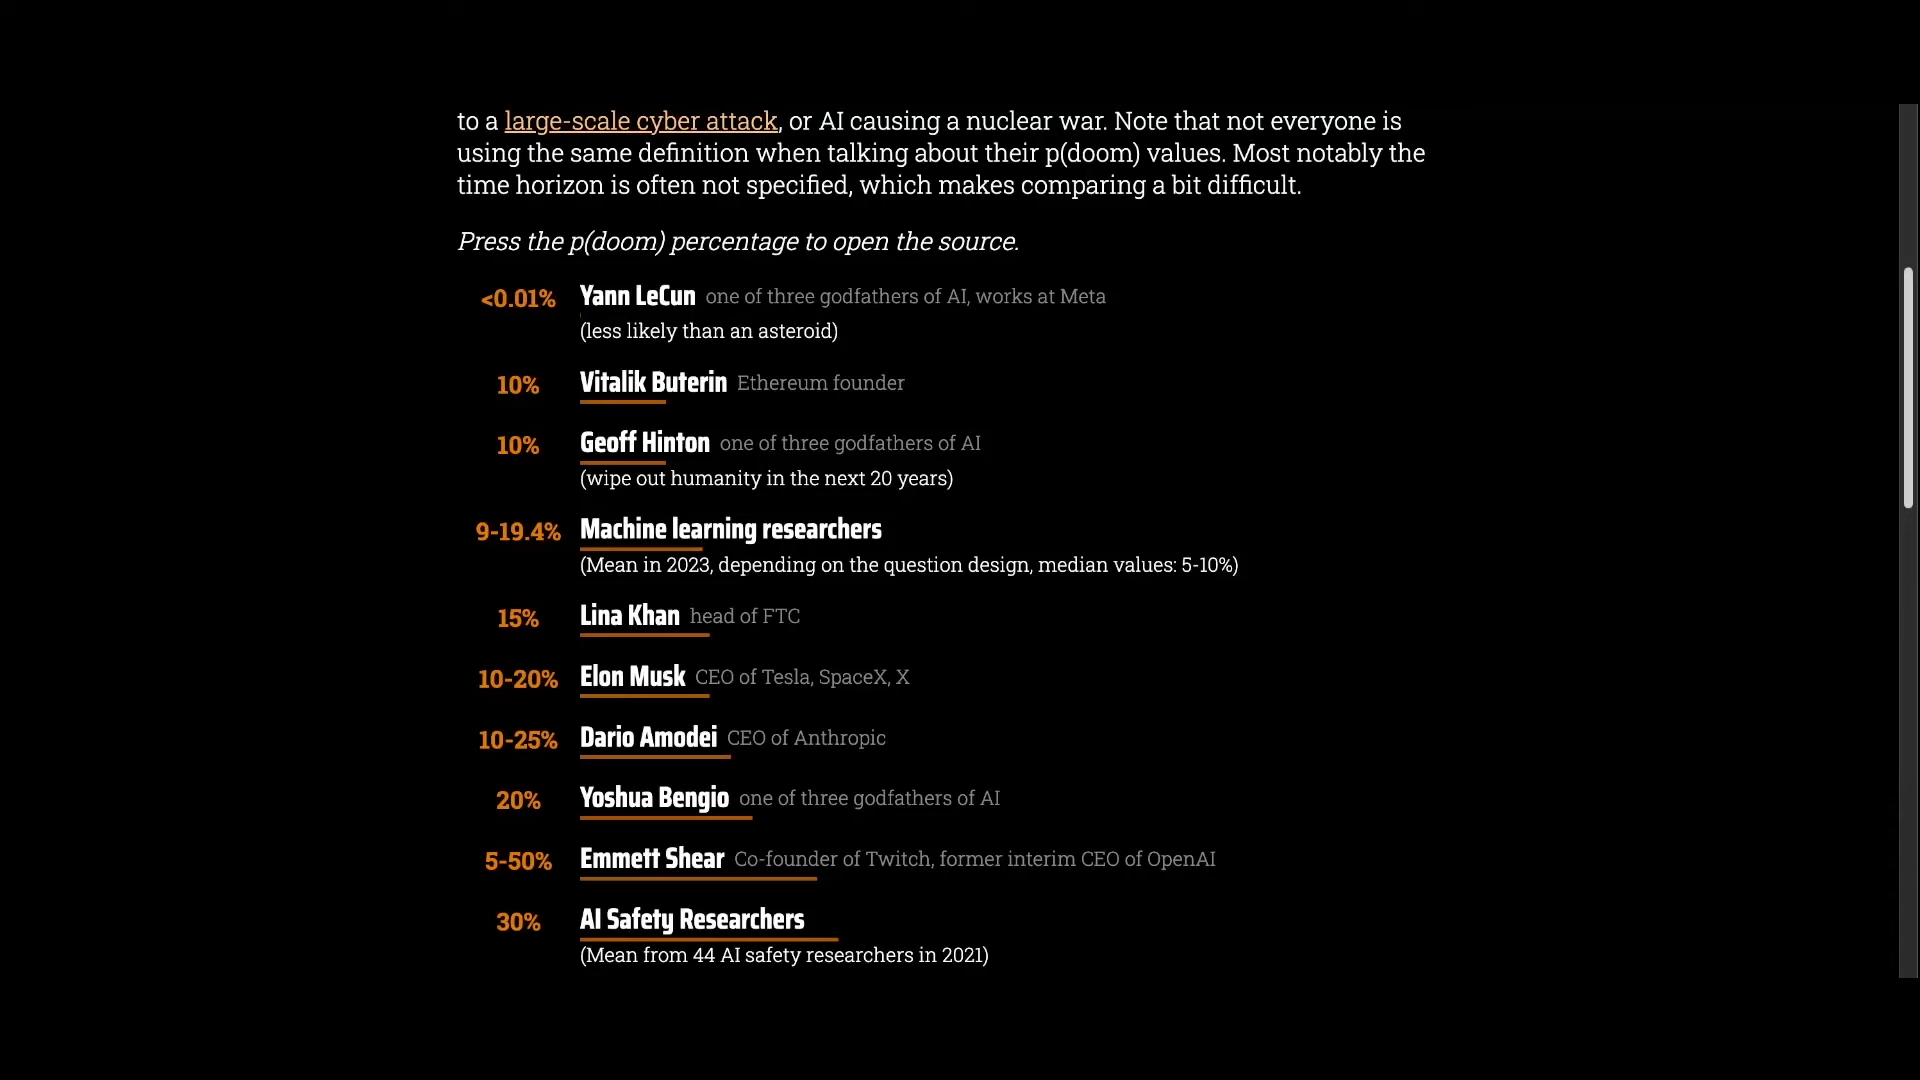 to a large-scale cyber attack, or AI causing a nuclear war. Note that not everyone is
using the same definition when talking about their p(doom) values. Most notably the
time horizon is often not specified, which makes comparing a bit difficult.
Press the p(doom) percentage to open the source.
<0.01% Yann LeCun one of three godfathers of AI, works at Meta
(less likely than an asteroid)
10% Vitalik Buterin Ethereum founder
10% Geoff Hinton one of three godfathers of AI
(wipe out humanity in the next 20 years)
9-19.4% Machine learning researchers
(Mean in 2023, depending on the question design, median values: 5-10%)
15% Lina Khan head of FTC
10-20% Elon Musk CEO of Tesla, SpaceX, X
10-25% Dario Amodei CEO of Anthropic
20% Yoshua Bengio one of three godfathers of AI
5-50% Emmett Shear Co-founder of Twitch, former interim CEO of OpenAI
30% AI Safety Researchers
(Mean from 44 AI safety researchers in 2021)